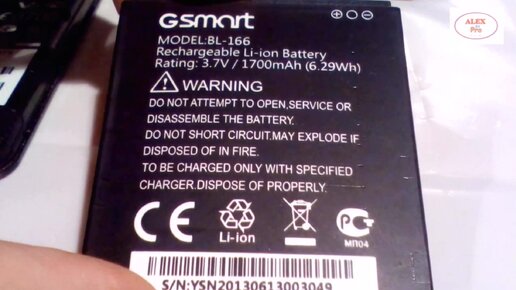 GSmart
MODEL:BL-166
Rechargeable Li-ion Battery
Rating: 3.7V / 1700mAh (6.29Wh)
WARNING
DO NOT ATTEMPT TO OPEN,SERVICE OR
DISASSEMBLE THE BATTERY.
DO NOT SHORT CIRCUIT.MAY EXPLODE IF
DISPOSED OF IN FIRE.
TO BE CHARGED ONLY WITH SPECIFIED
CHARGER.DISPOSE OF PROPERLY.
CE
Li-ion
МП04
S/N:YSN20130613003049
ALEX
Pro